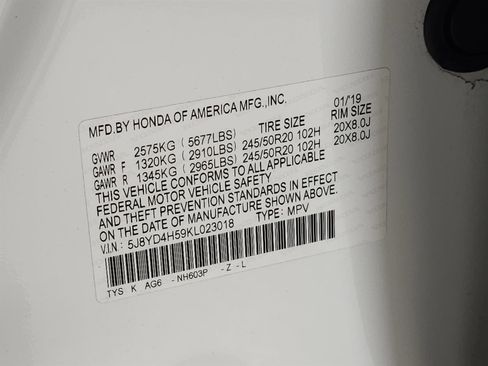 MFD.BY HONDA OF AMERICA MFG.,INC. 01/'19
TIRE SIZE RIM SIZE
GVWR 2575KG ( 5677LBS)
GAWR F 1320KG ( 2910LBS) 245/50R20 102H 20X8.0J
GAWR R 1345KG ( 2965LBS) 245/50R20 102H 20X8.0J
THIS VEHICLE CONFORMS TO ALL APPLICABLE
FEDERAL MOTOR VEHICLE SAFETY
AND THEFT PREVENTION STANDARDS IN EFFECT
ON THE DATE OF MANUFACTURE SHOWN ABOVE.
V.I.N: 5J8YD4H59KL023018 TYPE: MPV
TYS K AG6 - NH603P - Z - L